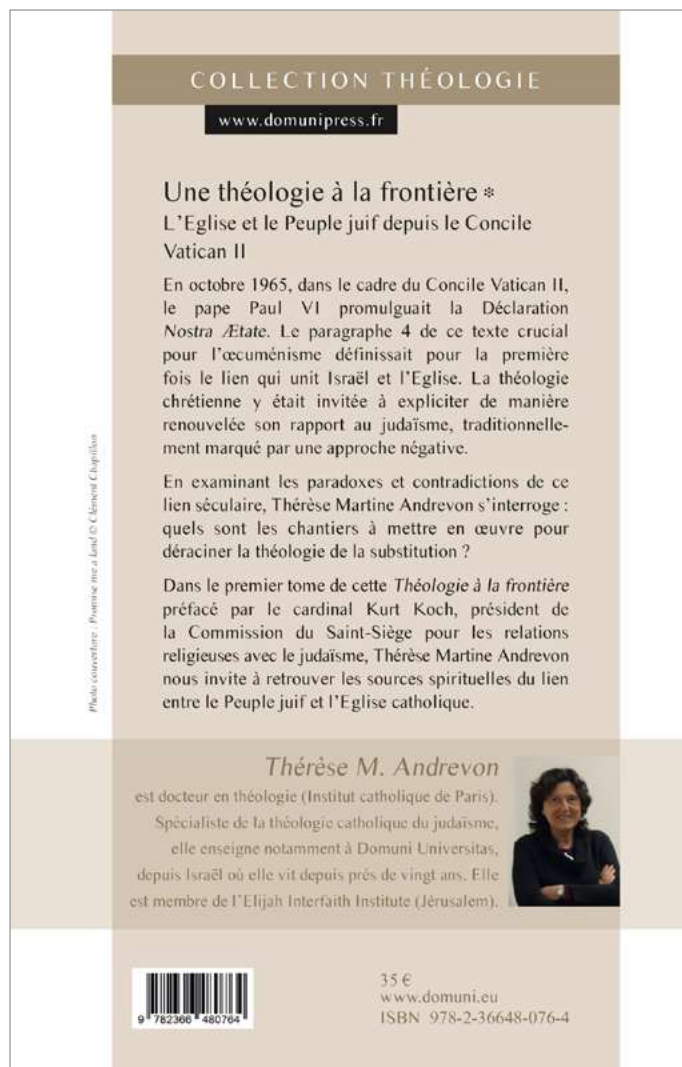 COLLECTION THÉOLOGIE
www.domunipress.fr
Une théologie à la frontière *
L'Eglise et le Peuple juif depuis le Concile
Vatican II
En octobre 1965, dans le cadre du Concile Vatican II,
le pape Paul VI promulguait la Déclaration
Nostra Ætate. Le paragraphe 4 de ce texte crucial
pour l'œcuménisme définissait pour la première
fois le lien qui unit Israël et l'Eglise. La théologie
chrétienne y était invitée à expliciter de manière
renouvelée son rapport au judaïsme, traditionnelle-
ment marqué par une approche négative.
En examinant les paradoxes et contradictions de ce
lien séculaire, Thérèse Martine Andrevon s'interroge :
quels sont les chantiers à mettre en œuvre pour
déraciner la théologie de la substitution ?
Dans le premier tome de cette Théologie à la frontière
préfacé par le cardinal Kurt Koch, président de
la Commission du Saint-Siège pour les relations
religieuses avec le judaïsme, Thérèse Martine Andrevon
nous invite à retrouver les sources spirituelles du lien
entre le Peuple juif et l'Eglise catholique.
Photo couverture : Promise me a land © Clément Chapillon
Thérèse M. Andrevon
est docteur en théologie (Institut catholique de Paris).
Spécialiste de la théologie catholique du judaïsme,
elle enseigne notamment à Domuni Universitas,
depuis Israël où elle vit depuis près de vingt ans. Elle
est membre de l'Elijah Interfaith Institute (Jérusalem).
9 782366 480764
35 €
www.domuni.eu
ISBN 978-2-36648-076-4